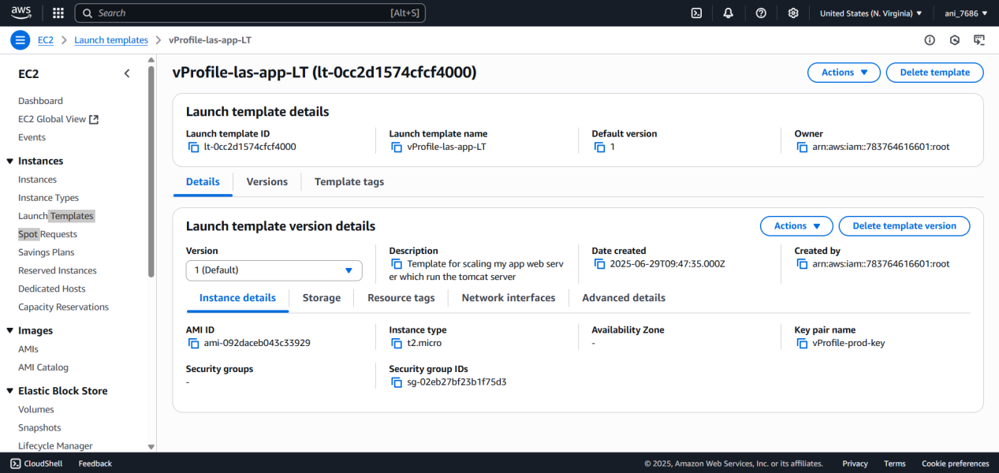 aws
Search [Alt+S]
United States (N. Virginia)
ani_7686
EC2 > Launch templates > vProfile-las-app-LT
EC2
Dashboard
EC2 Global View
Events
Instances
Instances
Instance Types
Launch Templates
Spot Requests
Savings Plans
Reserved Instances
Dedicated Hosts
Capacity Reservations
Images
AMIs
AMI Catalog
Elastic Block Store
Volumes
Snapshots
Lifecycle Manager
vProfile-las-app-LT (lt-0cc2d1574cfcf4000)
Actions
Delete template
Launch template details
Launch template ID
lt-0cc2d1574cfcf4000
Launch template name
vProfile-las-app-LT
Default version
1
Owner
arn:aws:iam::783764616601:root
Details
Versions
Template tags
Launch template version details
Actions
Delete template version
Version
1 (Default)
Description
Template for scaling my app web serv
er which run the tomcat server
Date created
2025-06-29T09:47:35.000Z
Created by
arn:aws:iam::783764616601:root
Instance details
Storage
Resource tags
Network interfaces
Advanced details
AMI ID
ami-092daceb043c33929
Instance type
t2.micro
Availability Zone
-
Key pair name
vProfile-prod-key
Security groups
-
Security group IDs
sg-02eb27bf23b1f75d3
CloudShell
Feedback
© 2025, Amazon Web Services, Inc. or its affiliates.
Privacy
Terms
Cookie preferences